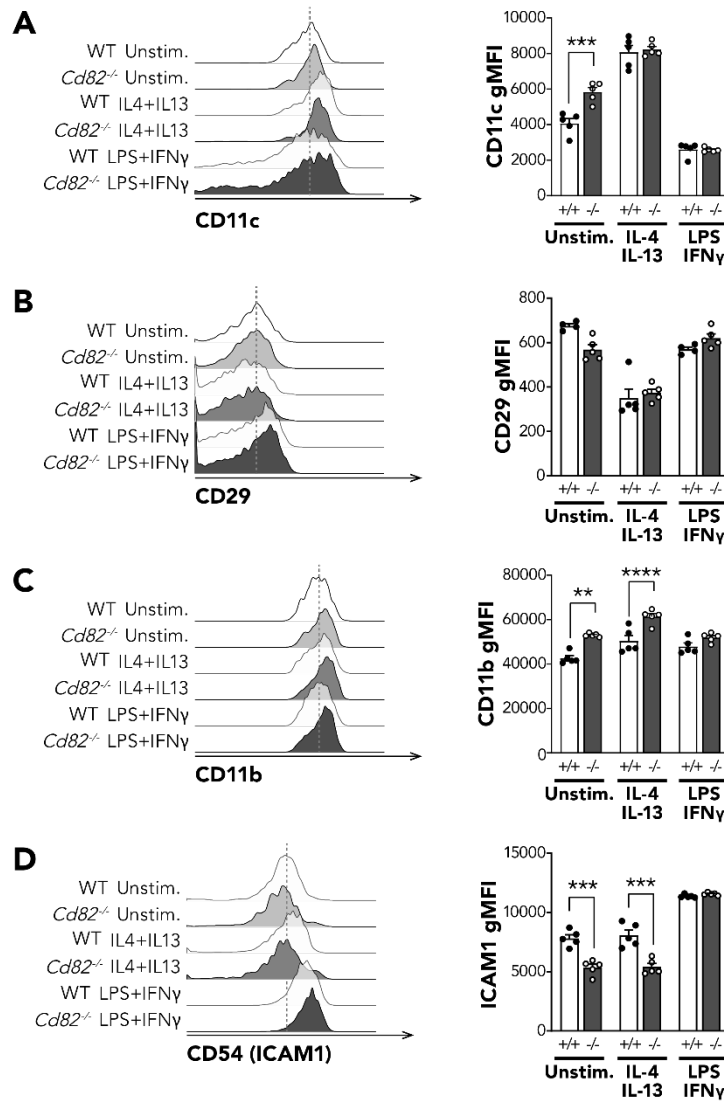 A
WT Unstim.
Cd82-/- Unstim.
WT IL4+IL13
Cd82-/- IL4+IL13
WT LPS+IFNγ
Cd82-/- LPS+IFNγ
CD11c
CD11c gMFI
10000
8000
6000
4000
2000
0
***
+/+ -/- +/+ -/- +/+ -/-
Unstim. IL-4 LPS
IL-13 IFNγ
B
WT Unstim.
Cd82-/- Unstim.
WT IL4+IL13
Cd82-/- IL4+IL13
WT LPS+IFNγ
Cd82-/- LPS+IFNγ
CD29
CD29 gMFI
800
600
400
200
0
+/+ -/- +/+ -/- +/+ -/-
Unstim. IL-4 LPS
IL-13 IFNγ
C
WT Unstim.
Cd82-/- Unstim.
WT IL4+IL13
Cd82-/- IL4+IL13
WT LPS+IFNγ
Cd82-/- LPS+IFNγ
CD11b
CD11b gMFI
80000
60000
40000
20000
0
** ****
+/+ -/- +/+ -/- +/+ -/-
Unstim. IL-4 LPS
IL-13 IFNγ
D
WT Unstim.
Cd82-/- Unstim.
WT IL4+IL13
Cd82-/- IL4+IL13
WT LPS+IFNγ
Cd82-/- LPS+IFNγ
CD54 (ICAM1)
ICAM1 gMFI
15000
10000
5000
0
*** ***
+/+ -/- +/+ -/- +/+ -/-
Unstim. IL-4 LPS
IL-13 IFNγ